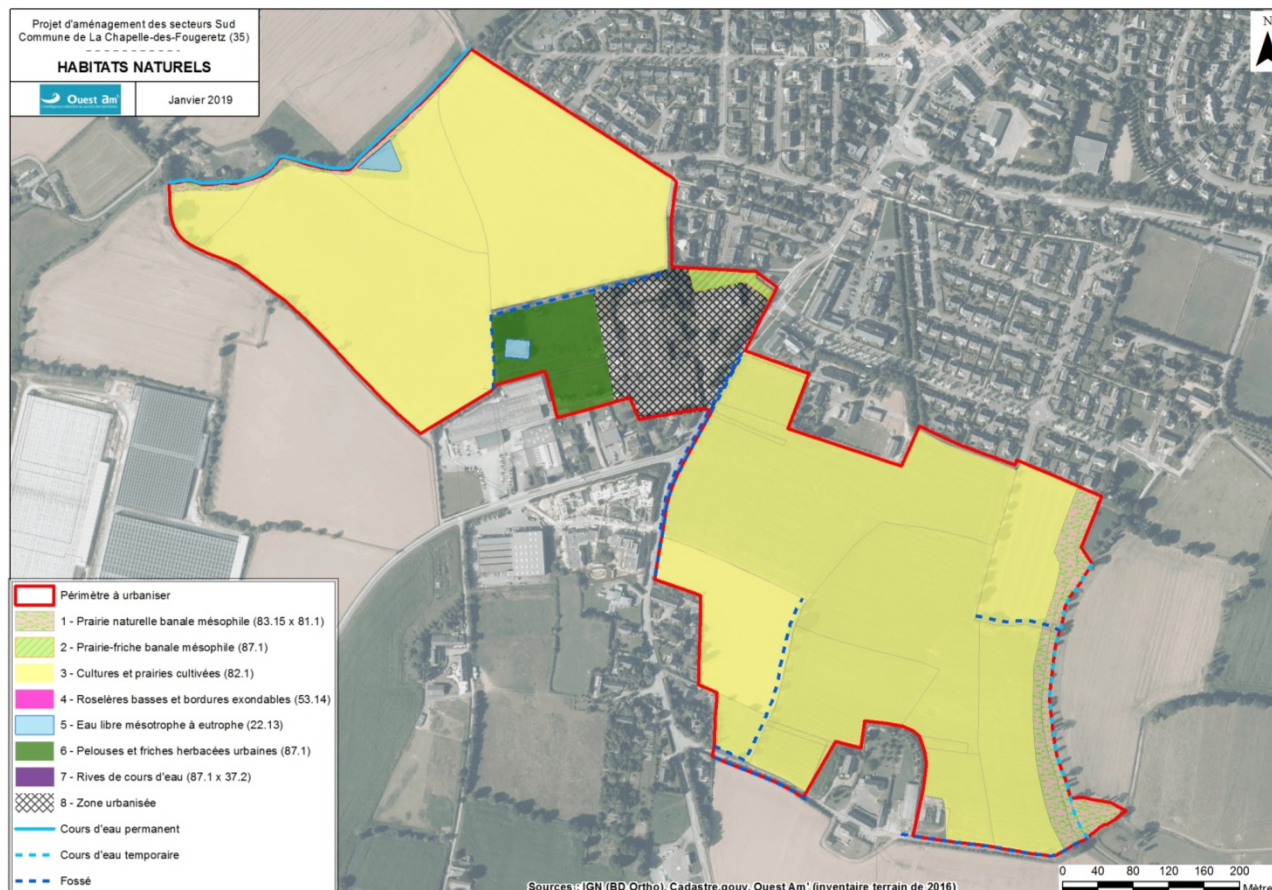 Projet d'aménagement des secteurs Sud
Commune de La Chapelle-des-Fougeretz (35)
HABITATS NATURELS
Ouest am'
Janvier 2019
N
Périmètre à urbaniser
1 - Prairie naturelle banale mésophile (83.15 x 81.1)
2 - Prairie-friche banale mésophile (87.1)
3 - Cultures et prairies cultivées (82.1)
4 - Roselères basses et bordures exondables (53.14)
5 - Eau libre mésotrophe à eutrophe (22.13)
6 - Pelouses et friches herbacées urbaines (87.1)
7 - Rives de cours d'eau (87.1 x 37.2)
8 - Zone urbanisée
Cours d'eau permanent
Cours d'eau temporaire
Fossé
0 40 80 120 160 200
Sources : IGN (BD Ortho), Cadastre.gouv, Ouest Am' (inventaire terrain de 2016)